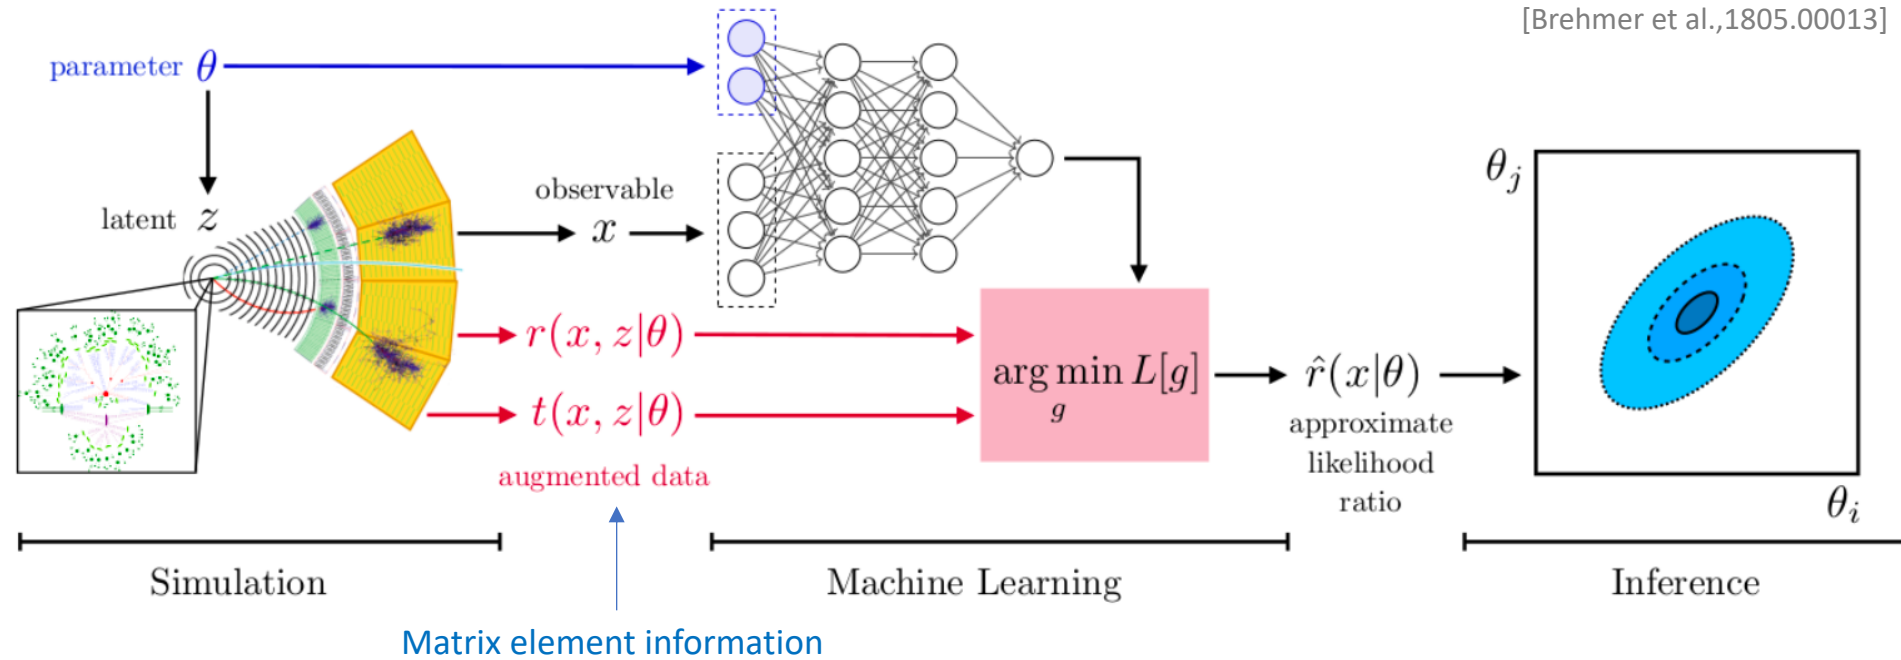 [Brehmer et al.,1805.00013]
parameter θ
latent z
observable
x
r(x, z|θ)
t(x, z|θ)
augmented data
arg min L[g]
g
r̂(x|θ)
approximate
likelihood
ratio
θj
θi
Simulation
Machine Learning
Inference
Matrix element information